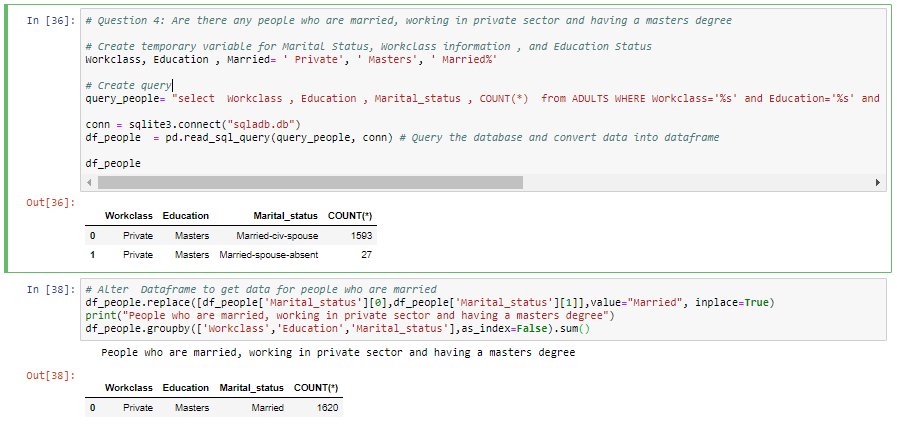 In [36]: # Question 4: Are there any people who are married, working in private sector and having a masters degree
# Create temporary variable for Marital Status, Workclass information , and Education Status
Workclass, Education , Married= ' Private', ' Masters', ' Married%'
# Create query
query_people= "select  Workclass , Education , Marital_status , COUNT(*)  from ADULTS WHERE Workclass='%s' and Education='%s' and
conn = sqlite3.connect("sqladb.db")
df_people  = pd.read_sql_query(query_people, conn) # Query the database and convert data into dataframe
df_people
Out[36]:
Workclass Education Marital_status COUNT(*)
0 Private Masters Married-civ-spouse 1593
1 Private Masters Married-spouse-absent 27
In [38]: # Alter  Dataframe to get data for people who are married
df_people.replace([df_people['Marital_status'][0],df_people['Marital_status'][1]],value="Married", inplace=True)
print("People who are married, working in private sector and having a masters degree")
df_people.groupby(['Workclass','Education','Marital_status'],as_index=False).sum()
People who are married, working in private sector and having a masters degree
Out[38]:
Workclass Education Marital_status COUNT(*)
0 Private Masters Married 1620